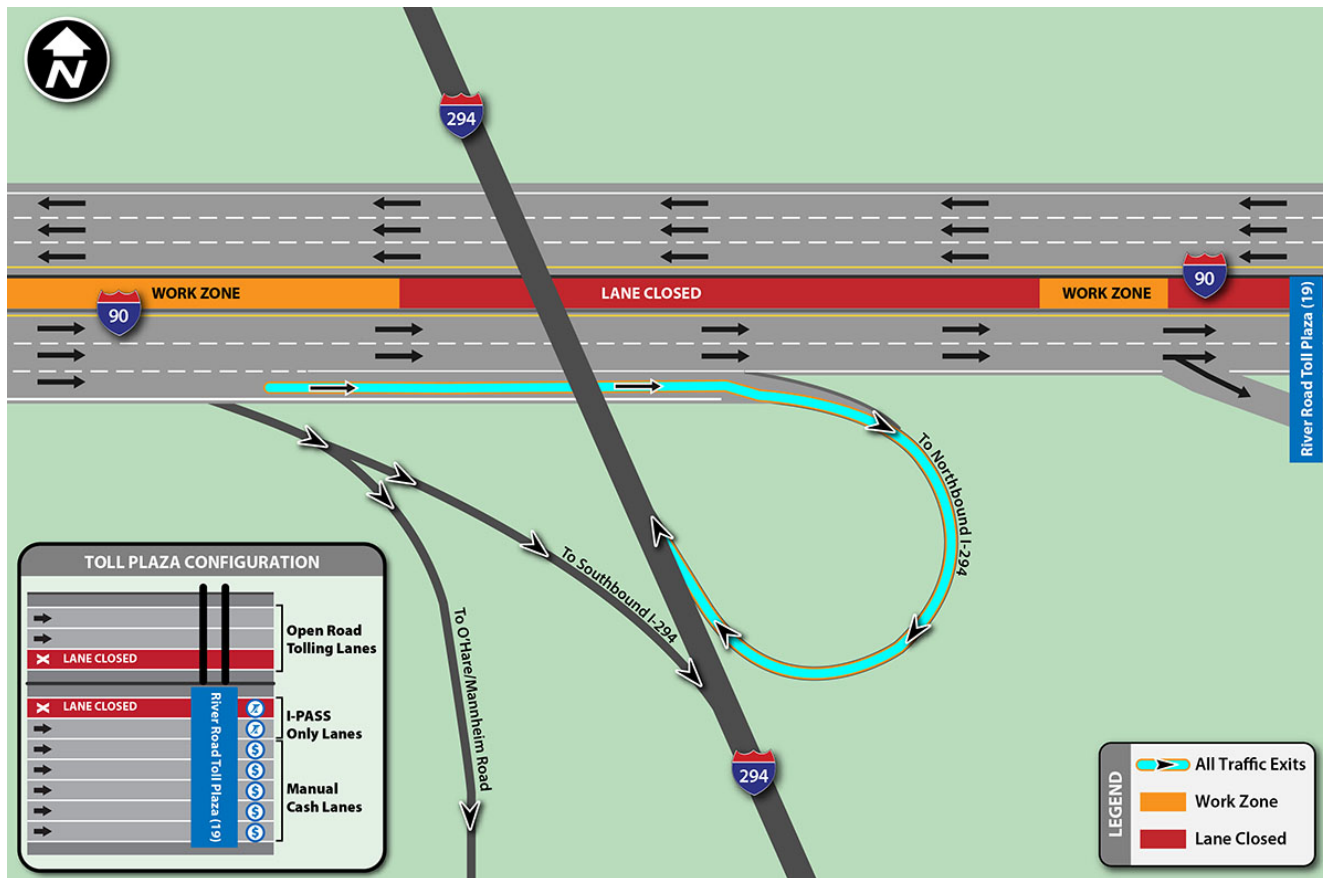 N
294
90
WORK ZONE
LANE CLOSED
WORK ZONE
90
River Road Toll Plaza (19)
To Northbound I-294
To Southbound I-294
To O'Hare/Mannheim Road
294
TOLL PLAZA CONFIGURATION
Open Road
Tolling Lanes
LANE CLOSED
LANE CLOSED
I-PASS
Only Lanes
River Road Toll Plaza (19)
$
$
$
$
$
Manual
Cash Lanes
LEGEND
All Traffic Exits
Work Zone
Lane Closed